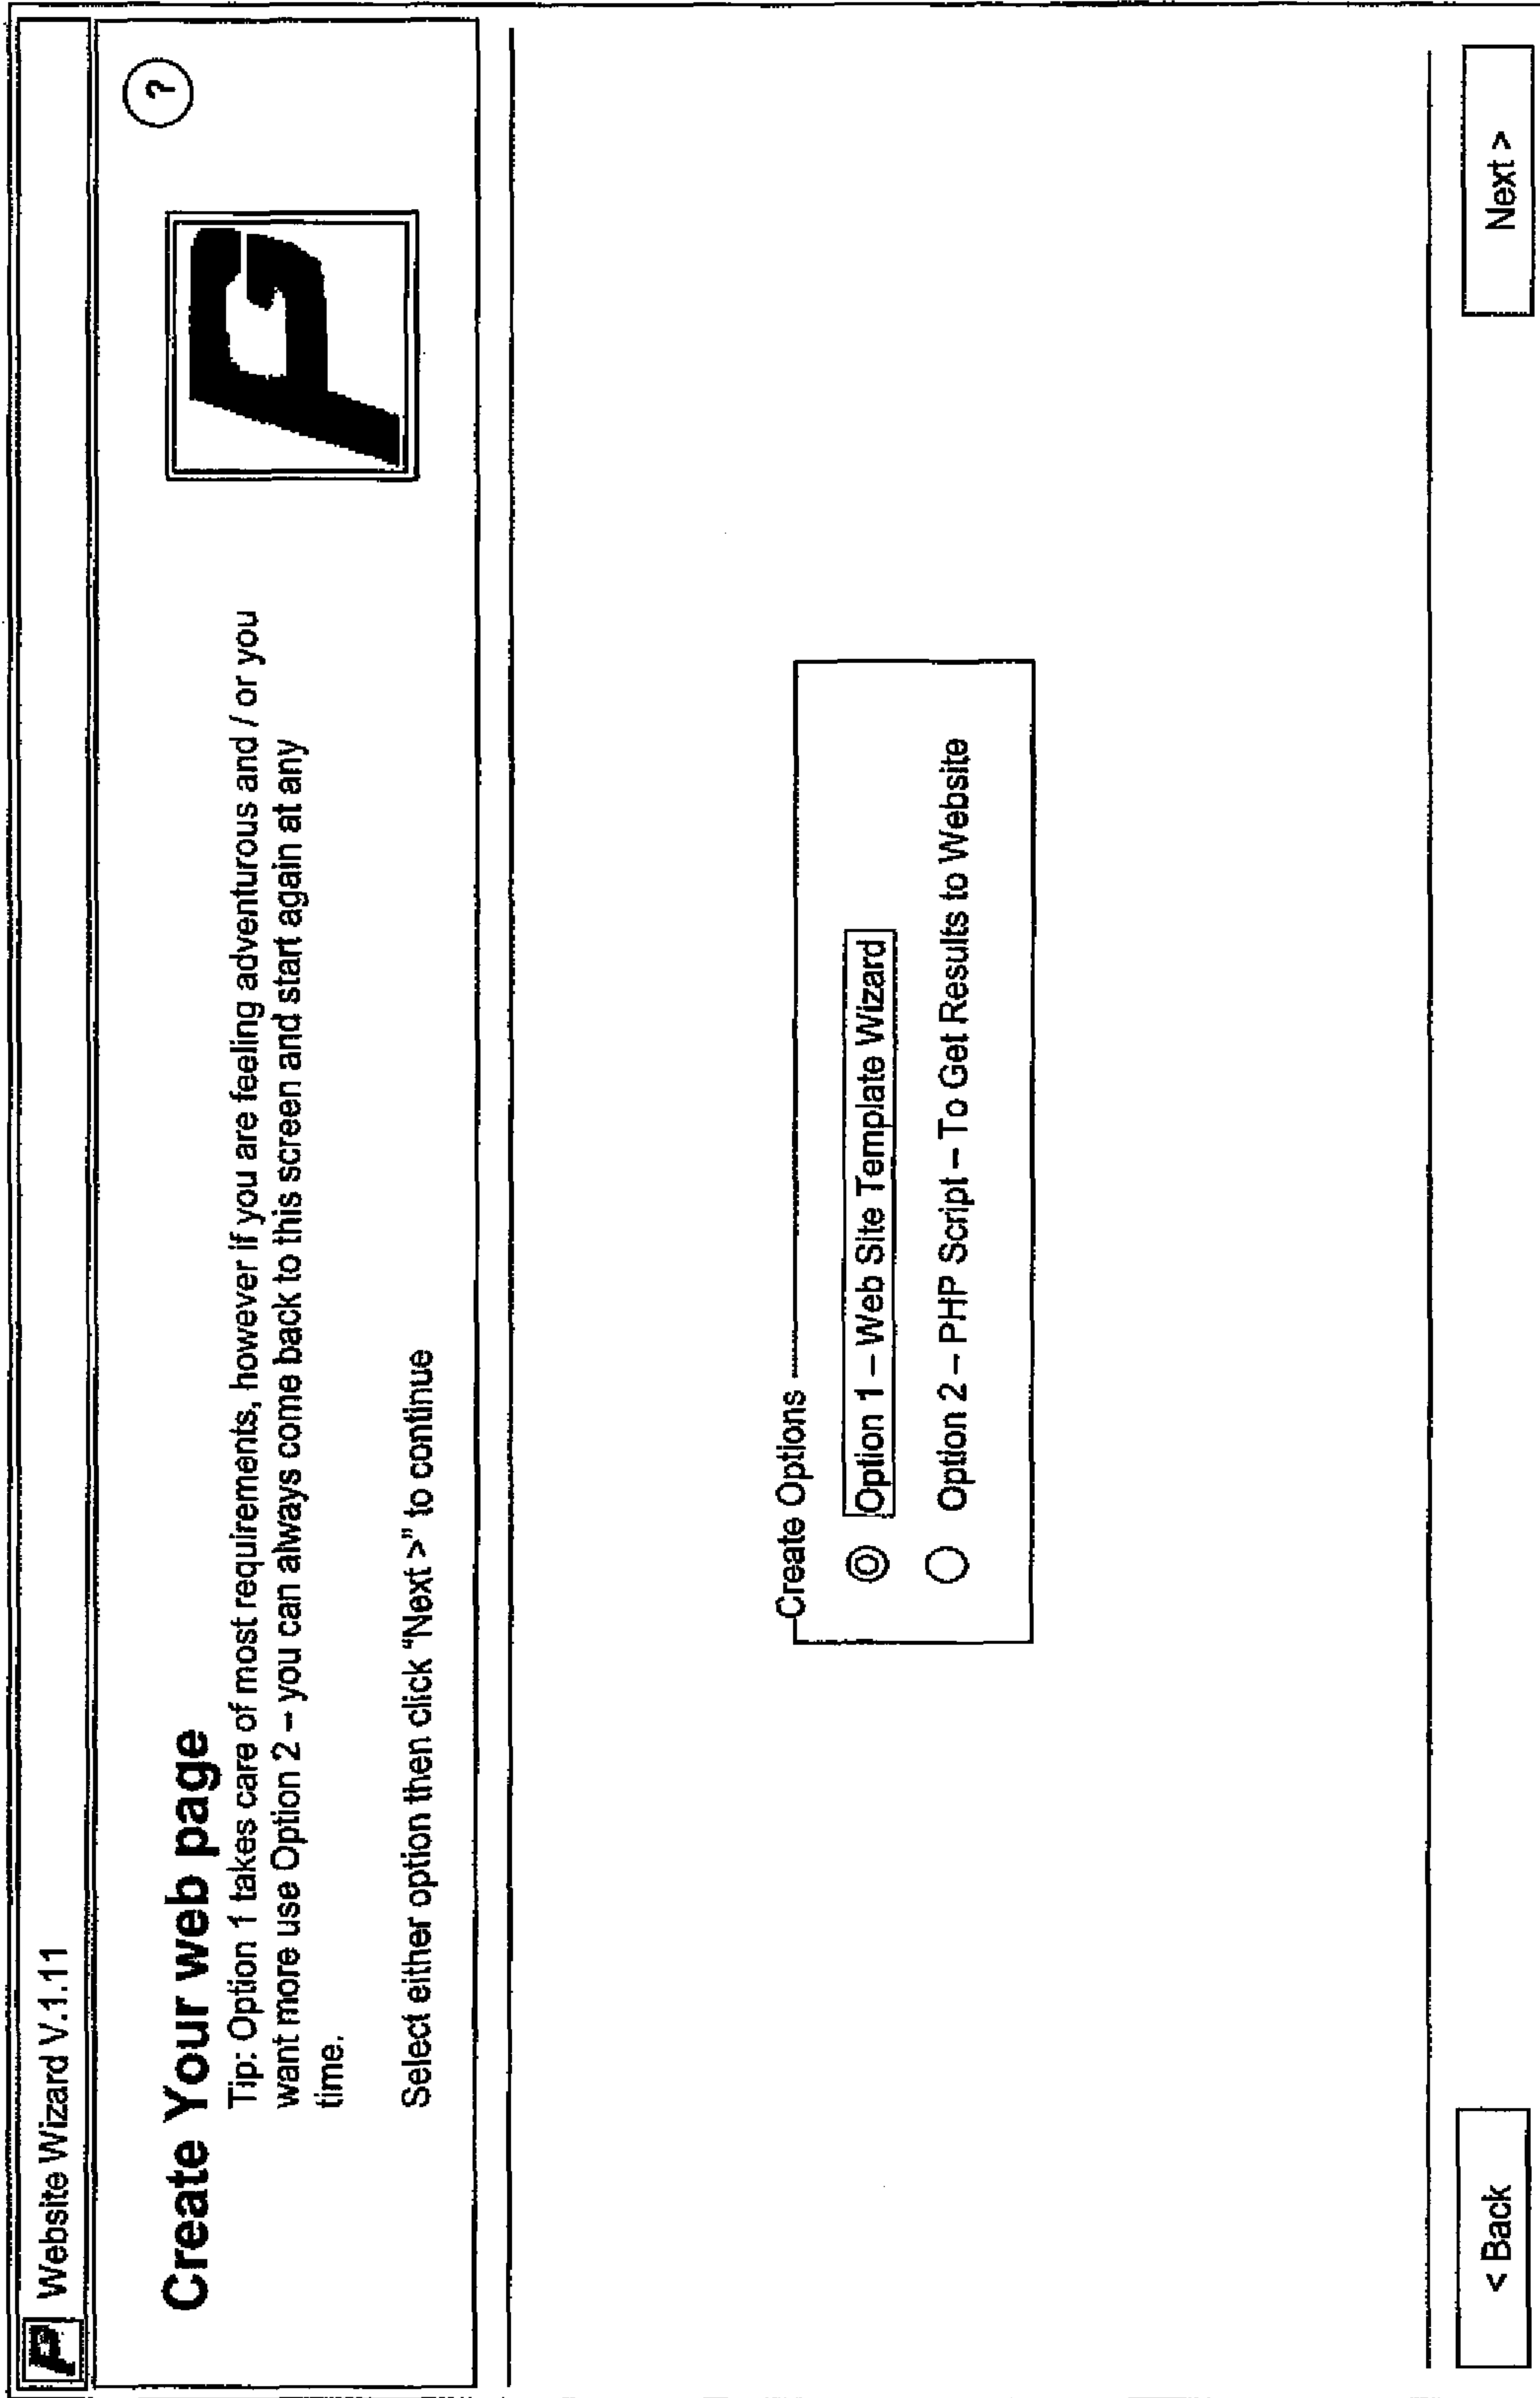 Website Wizard V.1.11
?
Create Your web page
PG
Tip: Option 1 takes care of most requirements, however if you are feeling adventurous and / or you
want more use Option 2 – you can always come back to this screen and start again at any
time.
Select either option then click “Next >” to continue
Create Options
Option 1 – Web Site Template Wizard
Option 2 – PHP Script – To Get Results to Website
< Back
Next >